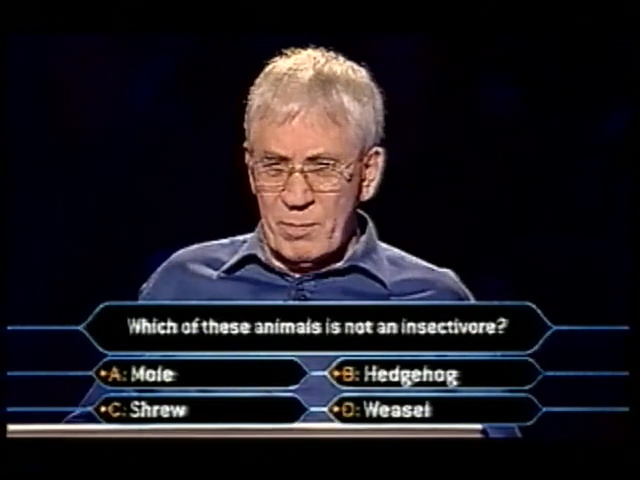 Which of these animals is not an insectivore?
A: Mole
B: Hedgehog
C: Shrew
D: Weasel